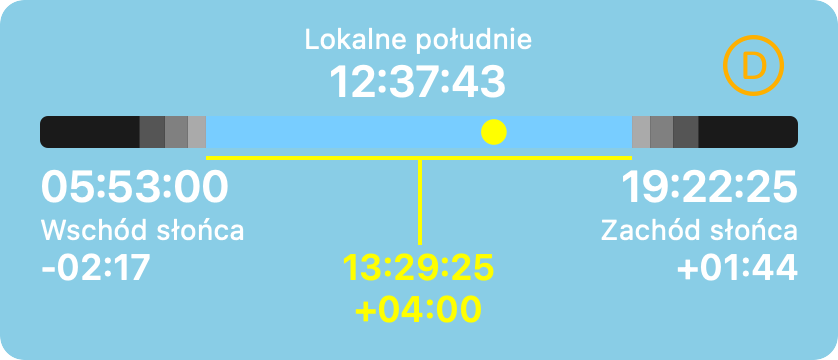 Lokalne południe
12:37:43
D
05:53:00
19:22:25
Wschód słońca
Zachód słońca
-02:17
13:29:25
+01:44
+04:00